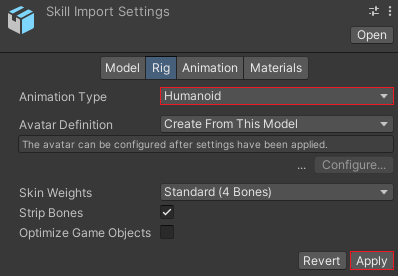 Skill Import Settings
Open
Model Rig Animation Materials
Animation Type Humanoid
Avatar Definition Create From This Model
The avatar can be configured after settings have been applied.
... Configure...
Skin Weights Standard (4 Bones)
Strip Bones
Optimize Game Objects
Revert Apply